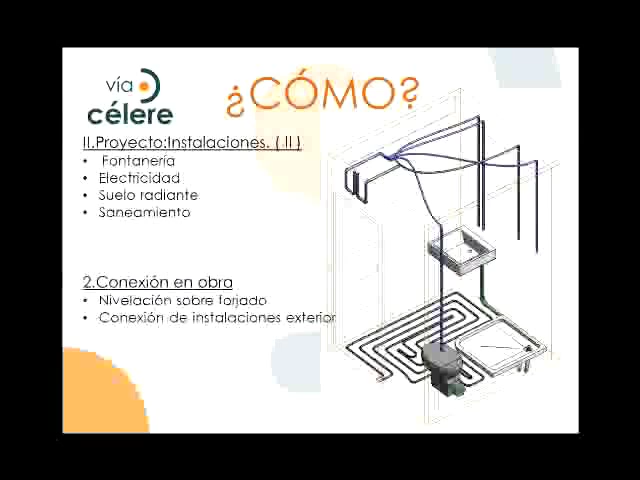 vía
célere
¿CÓMO?
II.Proyecto:Instalaciones. ( II )
• Fontanería
• Electricidad
• Suelo radiante
• Saneamiento
2.Conexión en obra
• Nivelación sobre forjado
• Conexión de instalaciones exterior